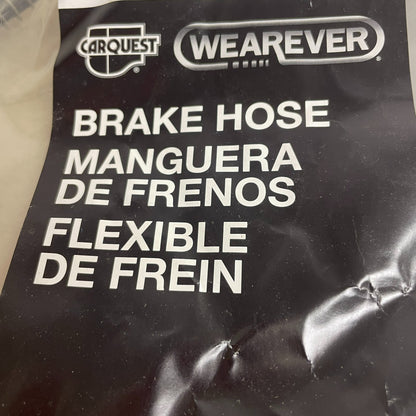 CARQUEST WEAREVER
BRAKE HOSE
MANGUERA
DE FRENOS
FLEXIBLE
DE FREIN